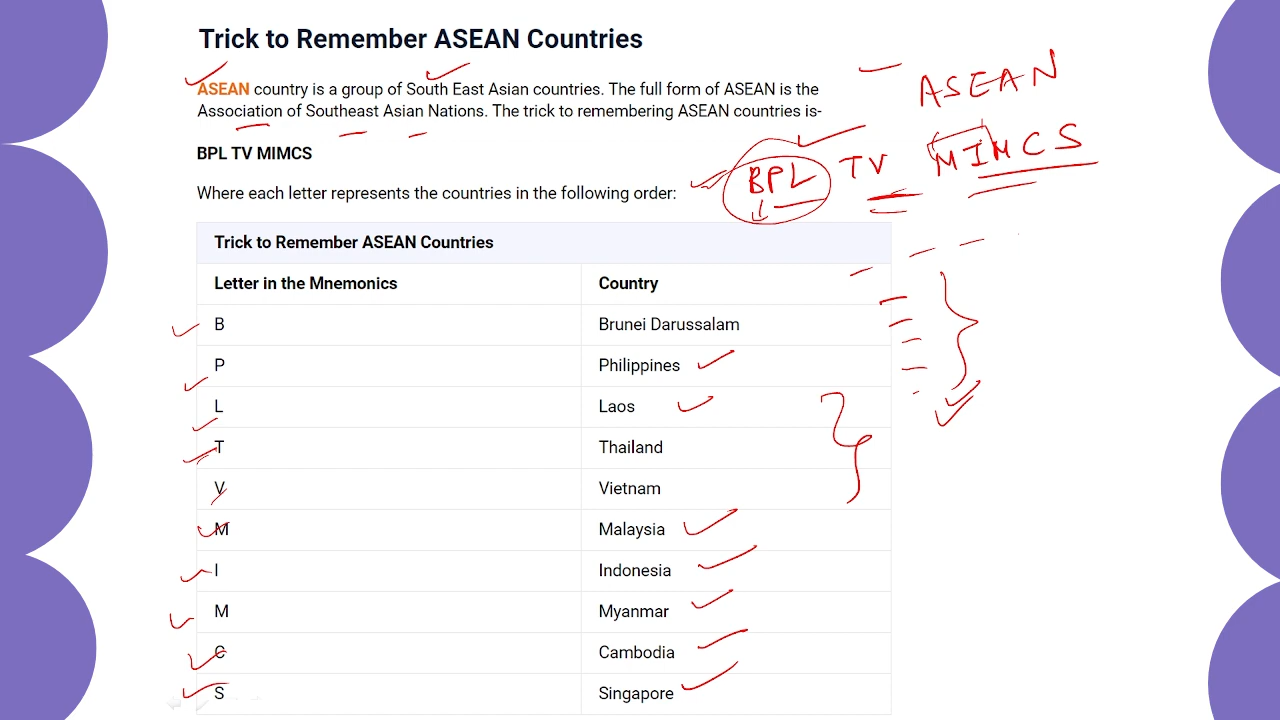 Trick to Remember ASEAN Countries
ASEAN country is a group of South East Asian countries. The full form of ASEAN is the
Association of Southeast Asian Nations. The trick to remembering ASEAN countries is-
ASEAN
BPL TV MIMCS
BPL TV MIMCS
Where each letter represents the countries in the following order:
Trick to Remember ASEAN Countries
Letter in the Mnemonics Country
B Brunei Darussalam
P Philippines
L Laos
T Thailand
V Vietnam
M Malaysia
I Indonesia
M Myanmar
C Cambodia
S Singapore